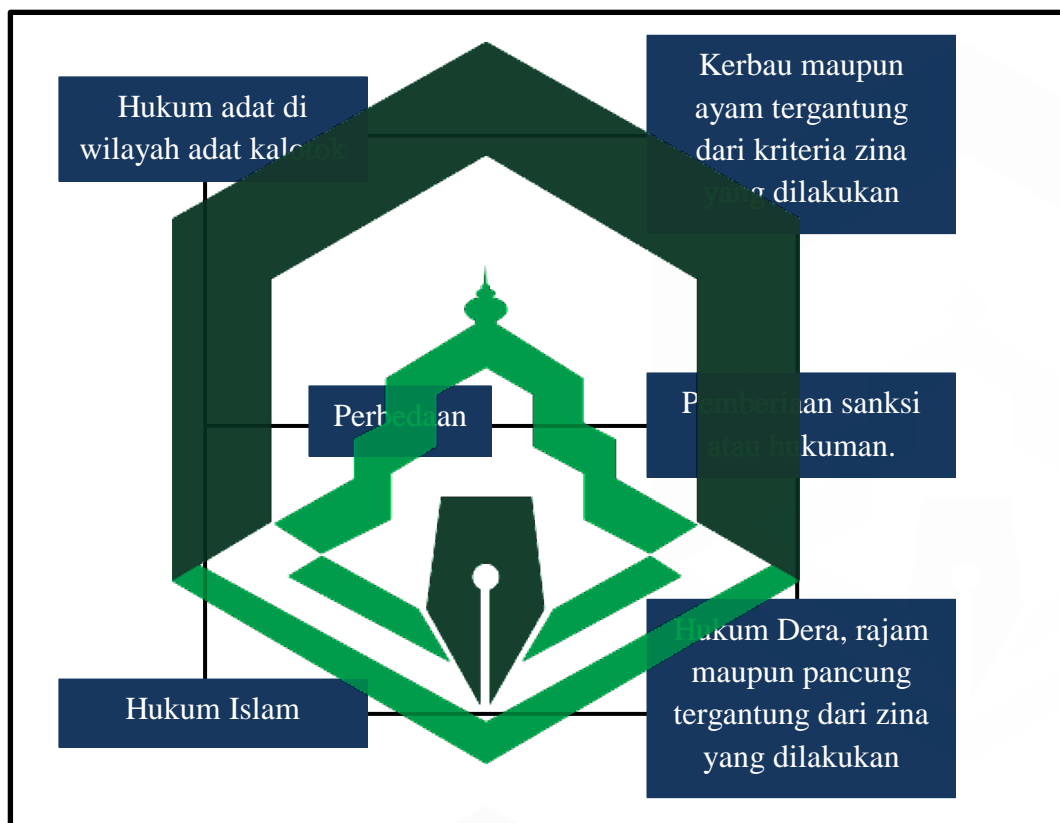 Hukum adat di
wilayah adat kalotok
Kerbau maupun
ayam tergantung
dari kriteria zina
yang dilakukan
Perbedaan
Pemberiaan sanksi
atau hukuman.
Hukum Islam
Hukum Dera, rajam
maupun pancung
tergantung dari zina
yang dilakukan